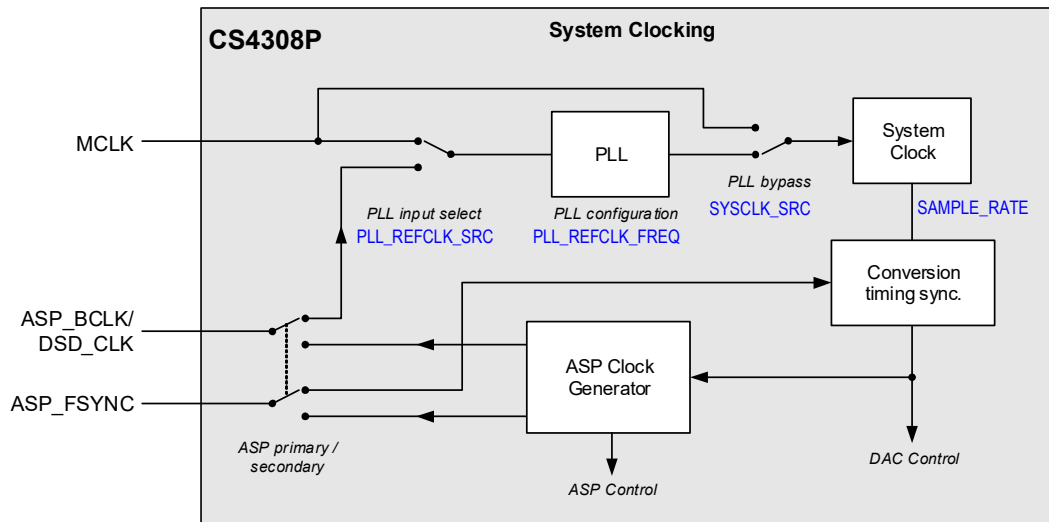 CS4308P
System Clocking
MCLK
PLL
System
Clock
PLL input select
PLL_REFCLK_SRC
PLL configuration
PLL_REFCLK_FREQ
PLL bypass
SYSCLK_SRC
SAMPLE_RATE
Conversion
timing sync.
ASP_BCLK/
DSD_CLK
ASP Clock
Generator
ASP_FSYNC
ASP primary /
secondary
ASP Control
DAC Control